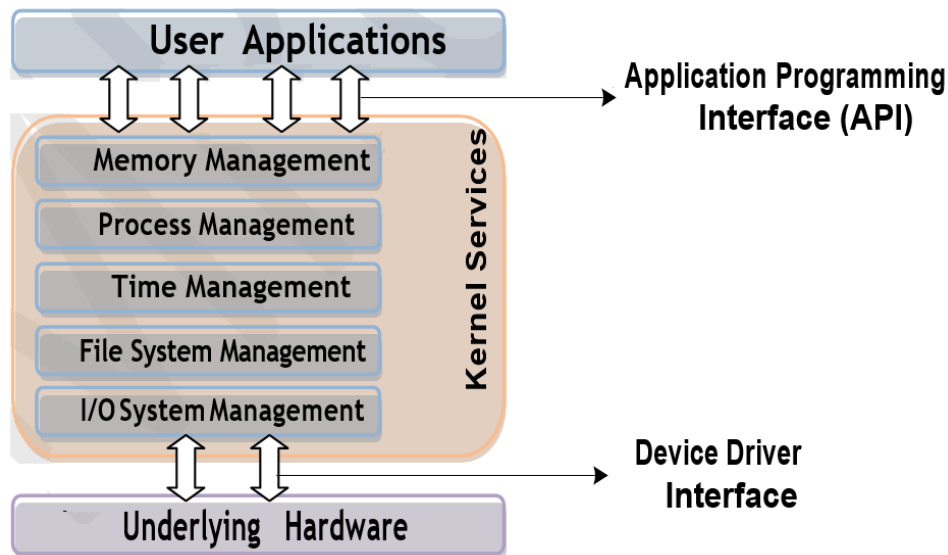 User Applications
Application Programming
Interface (API)
Memory Management
Process Management
Time Management
File System Management
I/O System Management
Kernel Services
Device Driver
Interface
Underlying Hardware